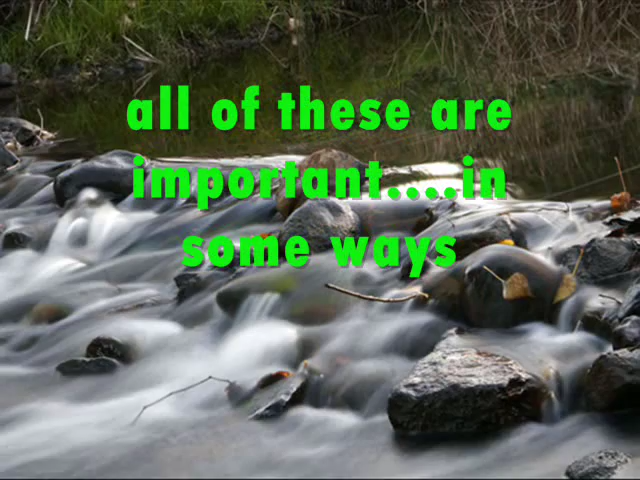 all of these are
important....in
some ways